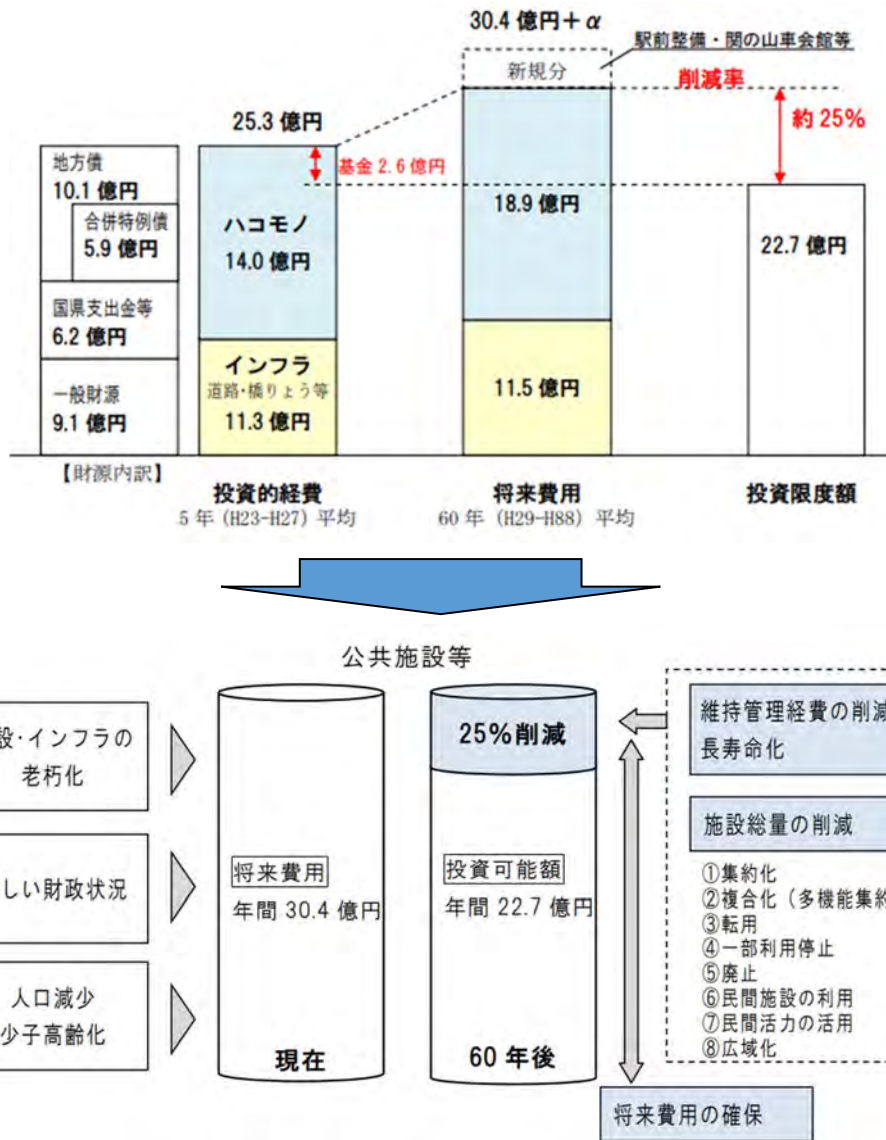 30.4 億円+α
駅前整備・関の山車会館等
新規分
削減率
25.3 億円
約 25%
基金 2.6 億円
地方債
10.1 億円
合併特例債
5.9 億円
国県支出金等
6.2 億円
一般財源
9.1 億円
ハコモノ
14.0 億円
インフラ
道路・橋りょう等
11.3 億円
18.9 億円
11.5 億円
22.7 億円
【財源内訳】
投資的経費
5 年 (H23-H27) 平均
将来費用
60 年 (H29-H88) 平均
投資限度額
公共施設等
設・インフラの
老朽化
しい財政状況
人口減少
少子高齢化
将来費用
年間 30.4 億円
現在
25%削減
投資可能額
年間 22.7 億円
60 年後
維持管理経費の削減
長寿命化
施設総量の削減
①集約化
②複合化(多機能集約
③転用
④一部利用停止
⑤廃止
⑥民間施設の利用
⑦民間活力の活用
⑧広域化
将来費用の確保